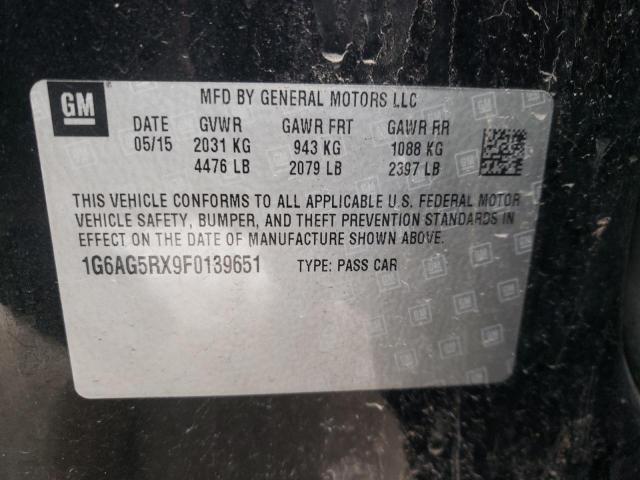 GM
MFD BY GENERAL MOTORS LLC
DATE GVWR GAWR FRT GAWR RR
05/15 2031 KG 943 KG 1088 KG
4476 LB 2079 LB 2397 LB
THIS VEHICLE CONFORMS TO ALL APPLICABLE U.S. FEDERAL MOTOR
VEHICLE SAFETY, BUMPER, AND THEFT PREVENTION STANDARDS IN
EFFECT ON THE DATE OF MANUFACTURE SHOWN ABOVE.
1G6AG5RX9F0139651 TYPE: PASS CAR